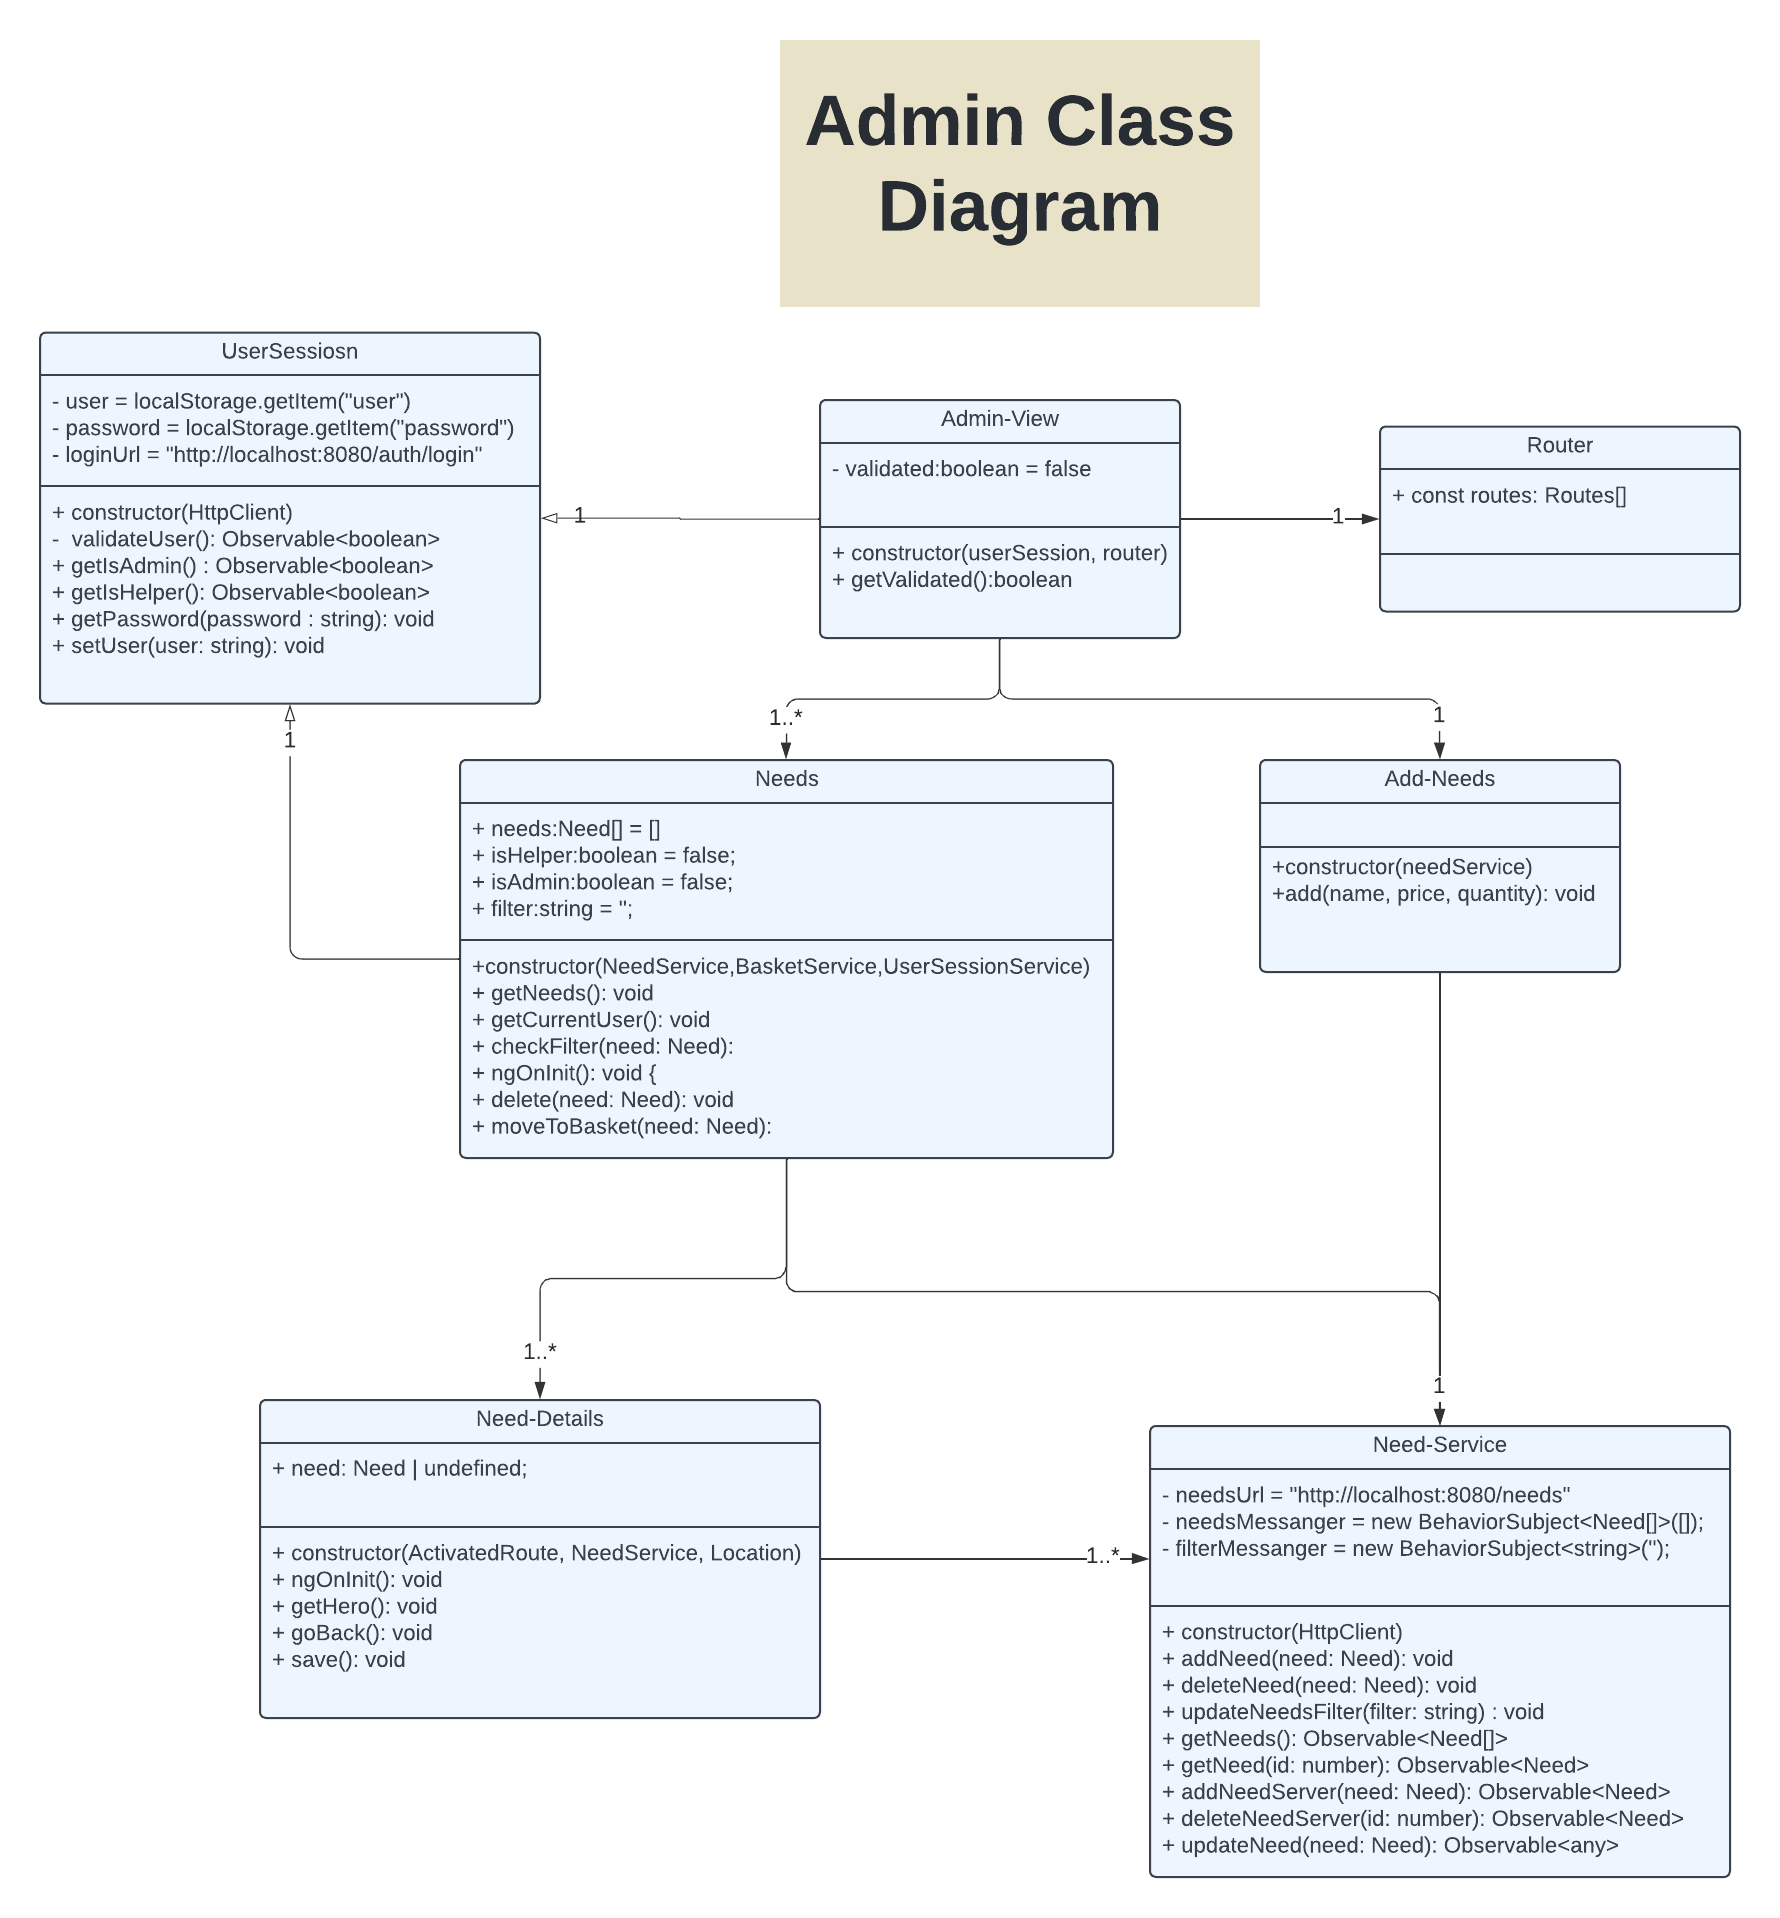 Admin Class
Diagram
UserSessiosn
- user = localStorage.getItem("user")
- password = localStorage.getItem("password")
- loginUrl = "http://localhost:8080/auth/login"
+ constructor(HttpClient)
-  validateUser(): Observable<boolean>
+ getIsAdmin() : Observable<boolean>
+ getIsHelper(): Observable<boolean>
+ getPassword(password : string): void
+ setUser(user: string): void
1
Admin-View
- validated:boolean = false
+ constructor(userSession, router)
+ getValidated():boolean
1
Router
+ const routes: Routes[]
1
1..*
1
Needs
+ needs:Need[] = []
+ isHelper:boolean = false;
+ isAdmin:boolean = false;
+ filter:string = '';
+constructor(NeedService,BasketService,UserSessionService)
+ getNeeds(): void
+ getCurrentUser(): void
+ checkFilter(need: Need):
+ ngOnInit(): void {
+ delete(need: Need): void
+ moveToBasket(need: Need):
Add-Needs
+constructor(needService)
+add(name, price, quantity): void
1..*
1
Need-Details
+ need: Need | undefined;
+ constructor(ActivatedRoute, NeedService, Location)
+ ngOnInit(): void
+ getHero(): void
+ goBack(): void
+ save(): void
1..*
Need-Service
- needsUrl = "http://localhost:8080/needs"
- needsMessanger = new BehaviorSubject<Need[]>([]);
- filterMessanger = new BehaviorSubject<string>('');
+ constructor(HttpClient)
+ addNeed(need: Need): void
+ deleteNeed(need: Need): void
+ updateNeedsFilter(filter: string) : void
+ getNeeds(): Observable<Need[]>
+ getNeed(id: number): Observable<Need>
+ addNeedServer(need: Need): Observable<Need>
+ deleteNeedServer(id: number): Observable<Need>
+ updateNeed(need: Need): Observable<any>